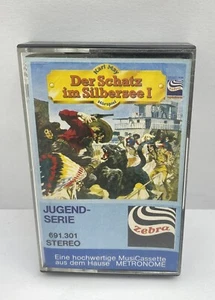 Karl May
Der Schatz
im Silbersee I
Zebra
JUGEND-
SERIE
691.301
STEREO
Zebra
Eine hochwertige MusiCassette
aus dem Hause METRONOME